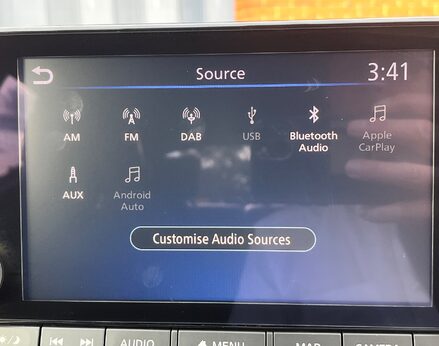 Source 3:41
AM FM DAB USB Bluetooth Audio Apple CarPlay
AUX Android Auto
Customise Audio Sources
AUDIO MENU MAP CAMERA